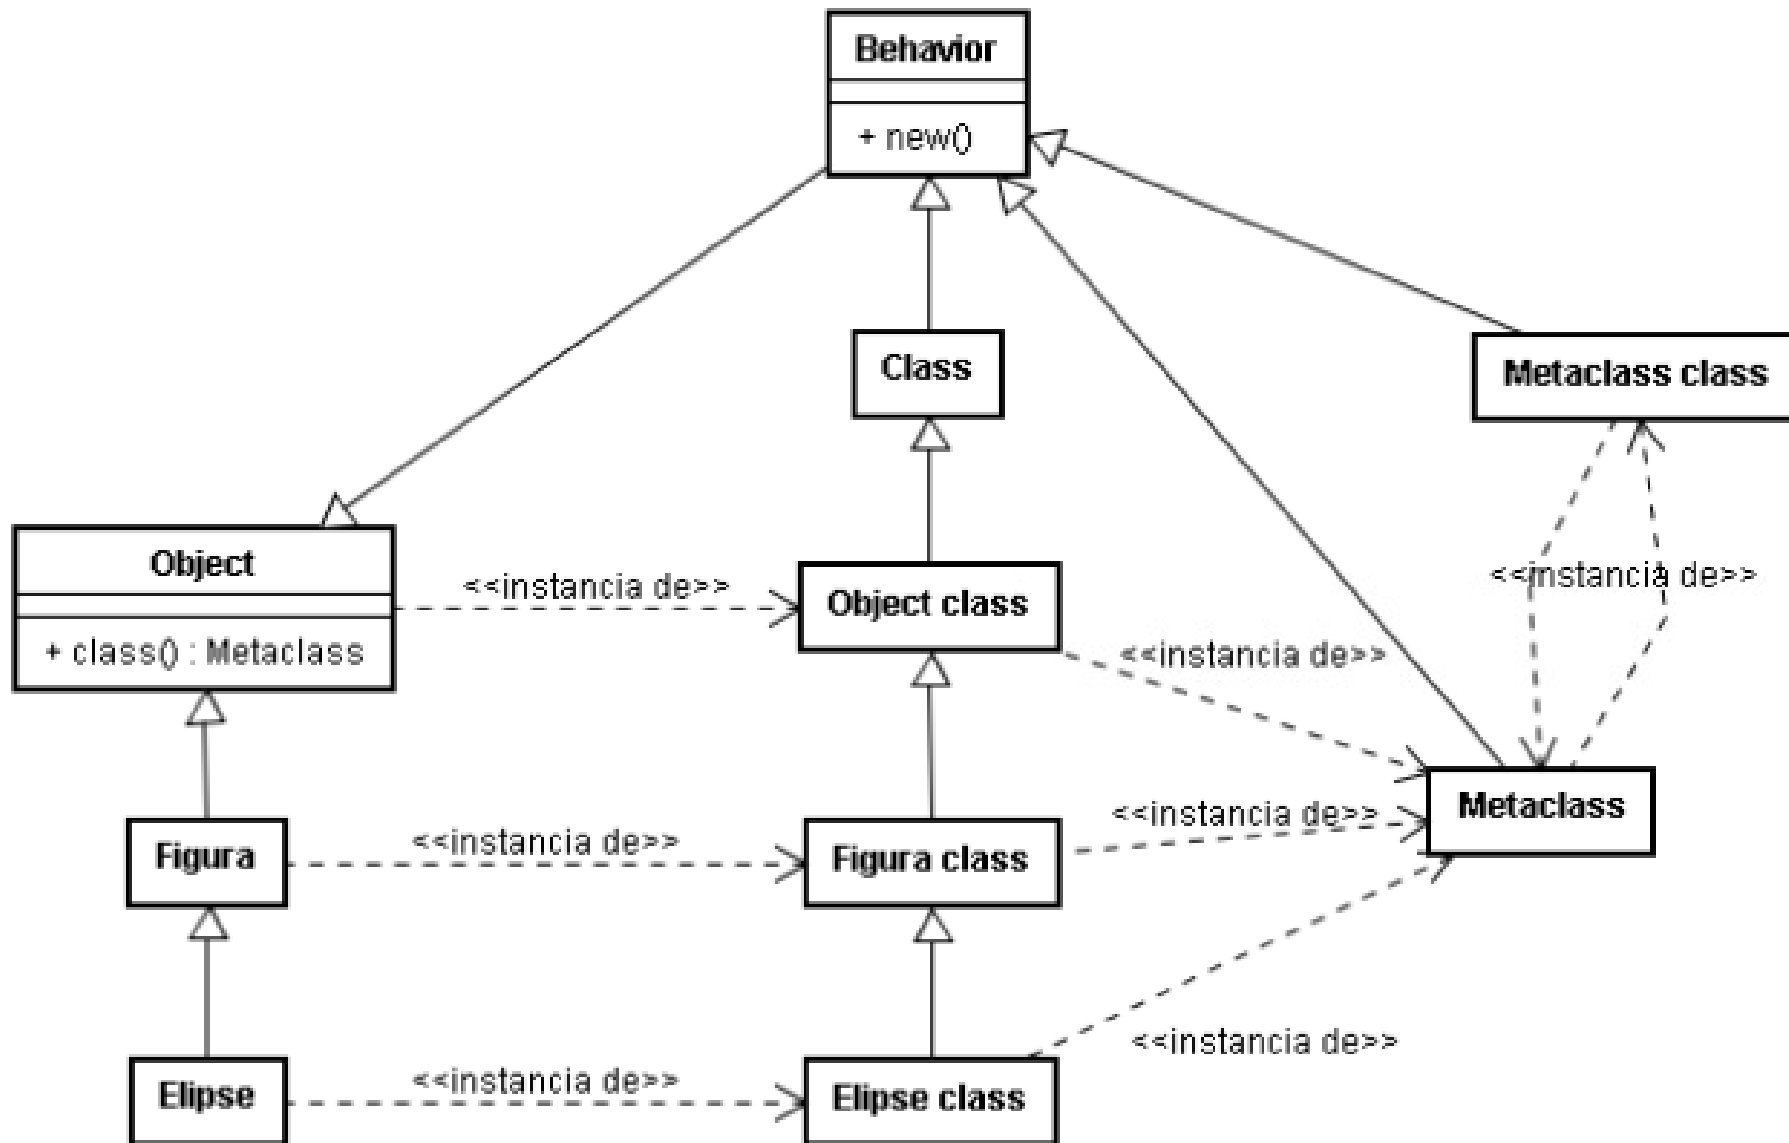 Behavior
+ new()
Class
Metaclass class
Object
+ class() : Metaclass
<<instancia de>>
Object class
<<instancia de>>
<<instancia de>>
Metaclass
Figura
<<instancia de>>
Figura class
<<instancia de>>
Elipse
<<instancia de>>
Elipse class
<<instancia de>>